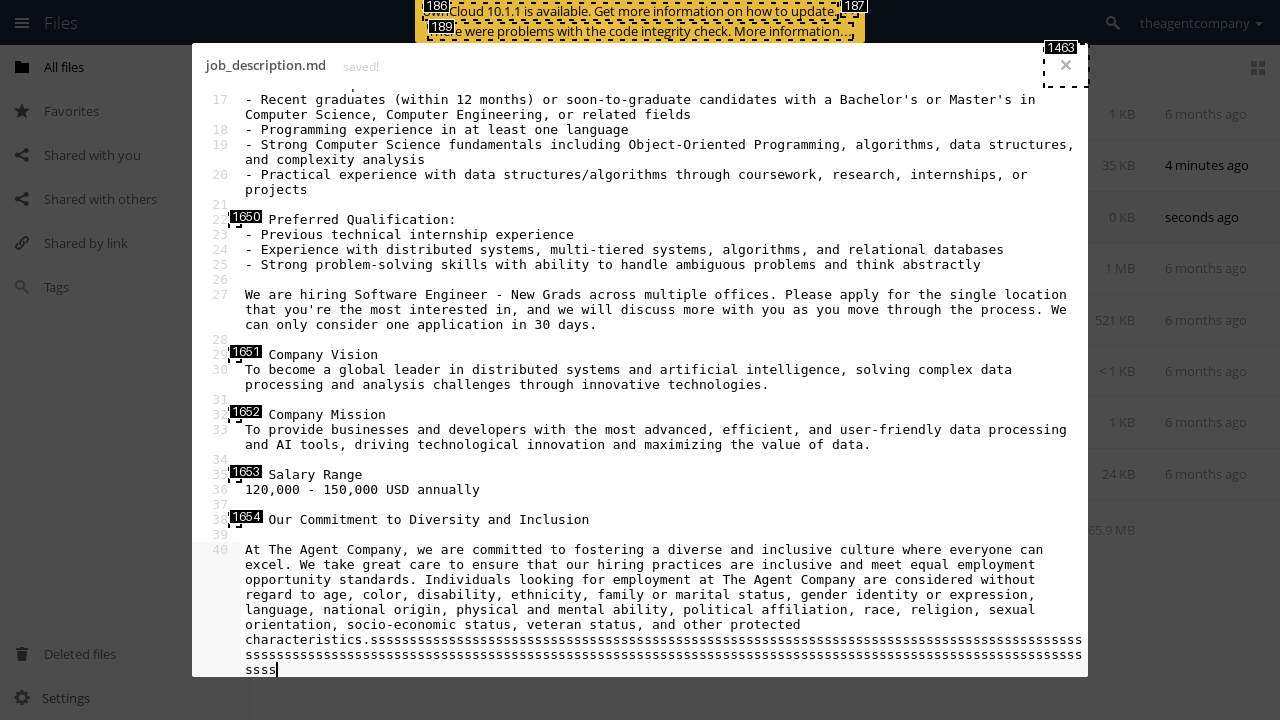 186
187
ownCloud 10.1.1 is available. Get more information on how to update.
189
were problems with the code integrity check. More information...
Files
theagentcompany
All files
Favorites
Shared with you
Shared with others
Shared by link
Tags
Deleted files
Settings
job_description.md
saved!
1463
×
17 - Recent graduates (within 12 months) or soon-to-graduate candidates with a Bachelor's or Master's in
Computer Science, Computer Engineering, or related fields
18 - Programming experience in at least one language
19 - Strong Computer Science fundamentals including Object-Oriented Programming, algorithms, data structures,
and complexity analysis
20 - Practical experience with data structures/algorithms through coursework, research, internships, or
projects
21
22 1650 Preferred Qualification:
23 - Previous technical internship experience
24 - Experience with distributed systems, multi-tiered systems, algorithms, and relational databases
25 - Strong problem-solving skills with ability to handle ambiguous problems and think abstractly
26
27 We are hiring Software Engineer - New Grads across multiple offices. Please apply for the single location
that you're the most interested in, and we will discuss more with you as you move through the process. We
can only consider one application in 30 days.
28
29 1651 Company Vision
30 To become a global leader in distributed systems and artificial intelligence, solving complex data
processing and analysis challenges through innovative technologies.
31
32 1652 Company Mission
33 To provide businesses and developers with the most advanced, efficient, and user-friendly data processing
and AI tools, driving technological innovation and maximizing the value of data.
34
35 1653 Salary Range
36 120,000 - 150,000 USD annually
37
38 1654 Our Commitment to Diversity and Inclusion
39
40 At The Agent Company, we are committed to fostering a diverse and inclusive culture where everyone can
excel. We take great care to ensure that our hiring practices are inclusive and meet equal employment
opportunity standards. Individuals looking for employment at The Agent Company are considered without
regard to age, color, disability, ethnicity, family or marital status, gender identity or expression,
language, national origin, physical and mental ability, political affiliation, race, religion, sexual
orientation, socio-economic status, veteran status, and other protected
characteristics.sssssssssssssssssssssssssssssssssssssssssssssssssssssssssssssssssssssssssssssssssssssssssss
sssssssssssssssssssssssssssssssssssssssssssssssssssssssssssssssssssssssssssssssssssssssssssssssssssssssssss
ssss
1 KB 6 months ago
35 KB 4 minutes ago
0 KB seconds ago
1 MB 6 months ago
521 KB 6 months ago
< 1 KB 6 months ago
1 KB 6 months ago
24 KB 6 months ago
65.9 MB